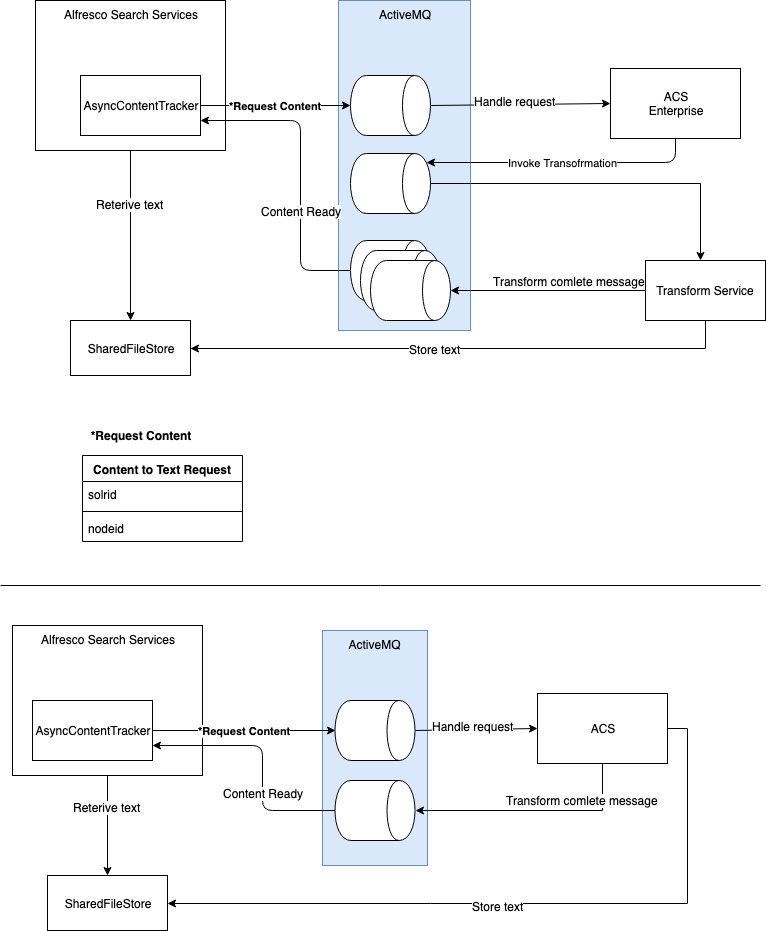 Alfresco Search Services
ActiveMQ
AsyncContentTracker
*Request Content
Handle request
ACS
Enterprise
Invoke Transofrmation
Reterive text
Content Ready
Transform comlete message
Transform Service
SharedFileStore
Store text
*Request Content
Content to Text Request
solrid
nodeid
Alfresco Search Services
ActiveMQ
AsyncContentTracker
*Request Content
Handle request
ACS
Content Ready
Transform comlete message
Reterive text
SharedFileStore
Store text